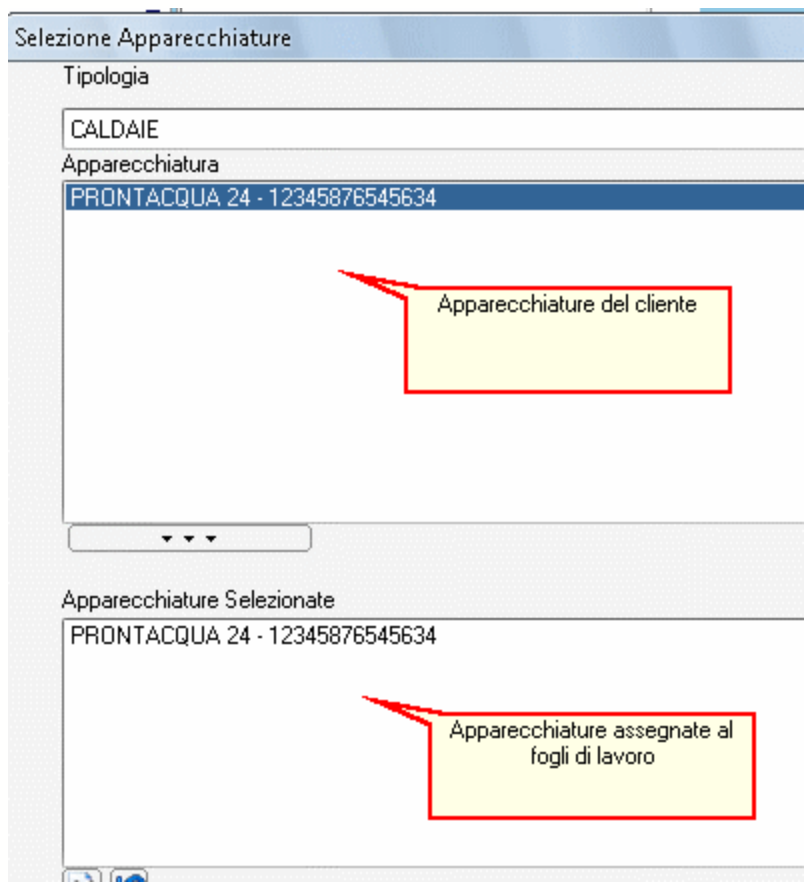 Selezione Apparecchiature
Tipologia
CALDAIE
Apparecchiatura
PRONTACQUA 24 - 12345876545634
Apparecchiature del cliente
Apparecchiature Selezionate
PRONTACQUA 24 - 12345876545634
Apparecchiature assegnate al
fogli di lavoro